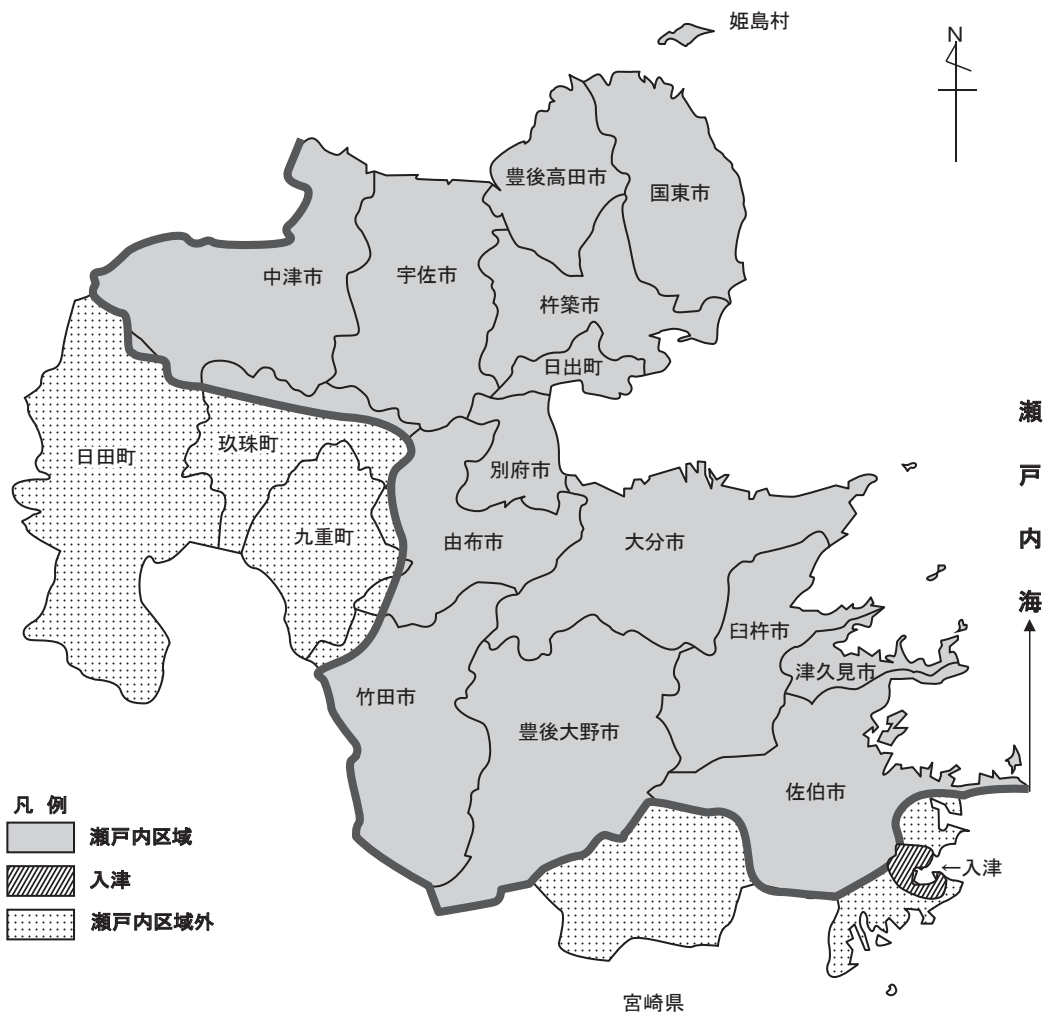 姫島村
N
豊後高田市
国東市
中津市
宇佐市
杵築市
日出町
瀬戸内海
日田町
玖珠町
別府市
九重町
由布市
大分市
臼杵市
津久見市
竹田市
豊後大野市
佐伯市
凡 例
瀬戸内区域
入津
瀬戸内区域外
←入津
宮崎県